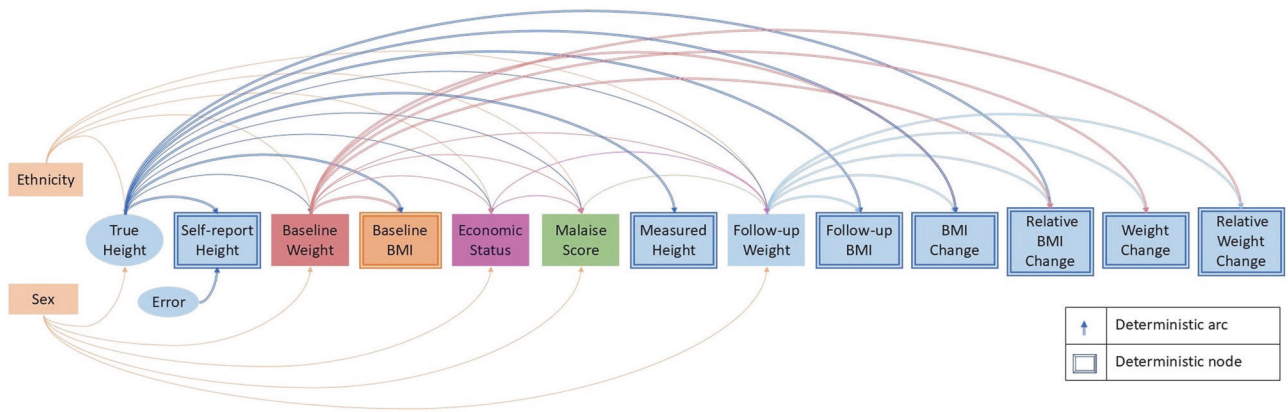 Ethnicity
True
Height
Self-report
Height
Baseline
Weight
Baseline
BMI
Economic
Status
Malaise
Score
Measured
Height
Follow-up
Weight
Follow-up
BMI
BMI
Change
Relative
BMI
Change
Weight
Change
Relative
Weight
Change
Sex
Error
Deterministic arc
Deterministic node